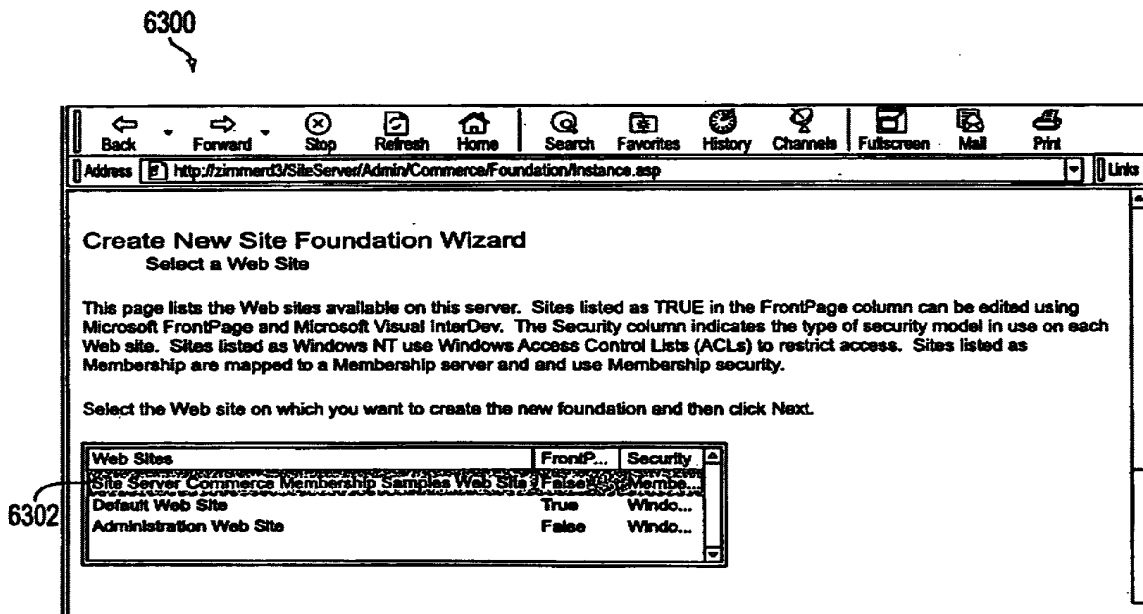 6300
Back Forward Stop Refresh Home Search Favorites History Channels Fullscreen Mail Print
Address http://zimmerd3/SiteServer/Admin/Commerce/Foundation/Instance.asp Links
Create New Site Foundation Wizard
Select a Web Site
This page lists the Web sites available on this server. Sites listed as TRUE in the FrontPage column can be edited using
Microsoft FrontPage and Microsoft Visual InterDev. The Security column indicates the type of security model in use on each
Web site. Sites listed as Windows NT use Windows Access Control Lists (ACLs) to restrict access. Sites listed as
Membership are mapped to a Membership server and and use Membership security.
Select the Web site on which you want to create the new foundation and then click Next.
Web Sites FrontP... Security
Site Server Commerce Membership Samples Web Site False Membe...
6302
Default Web Site True Windo...
Administration Web Site False Windo...